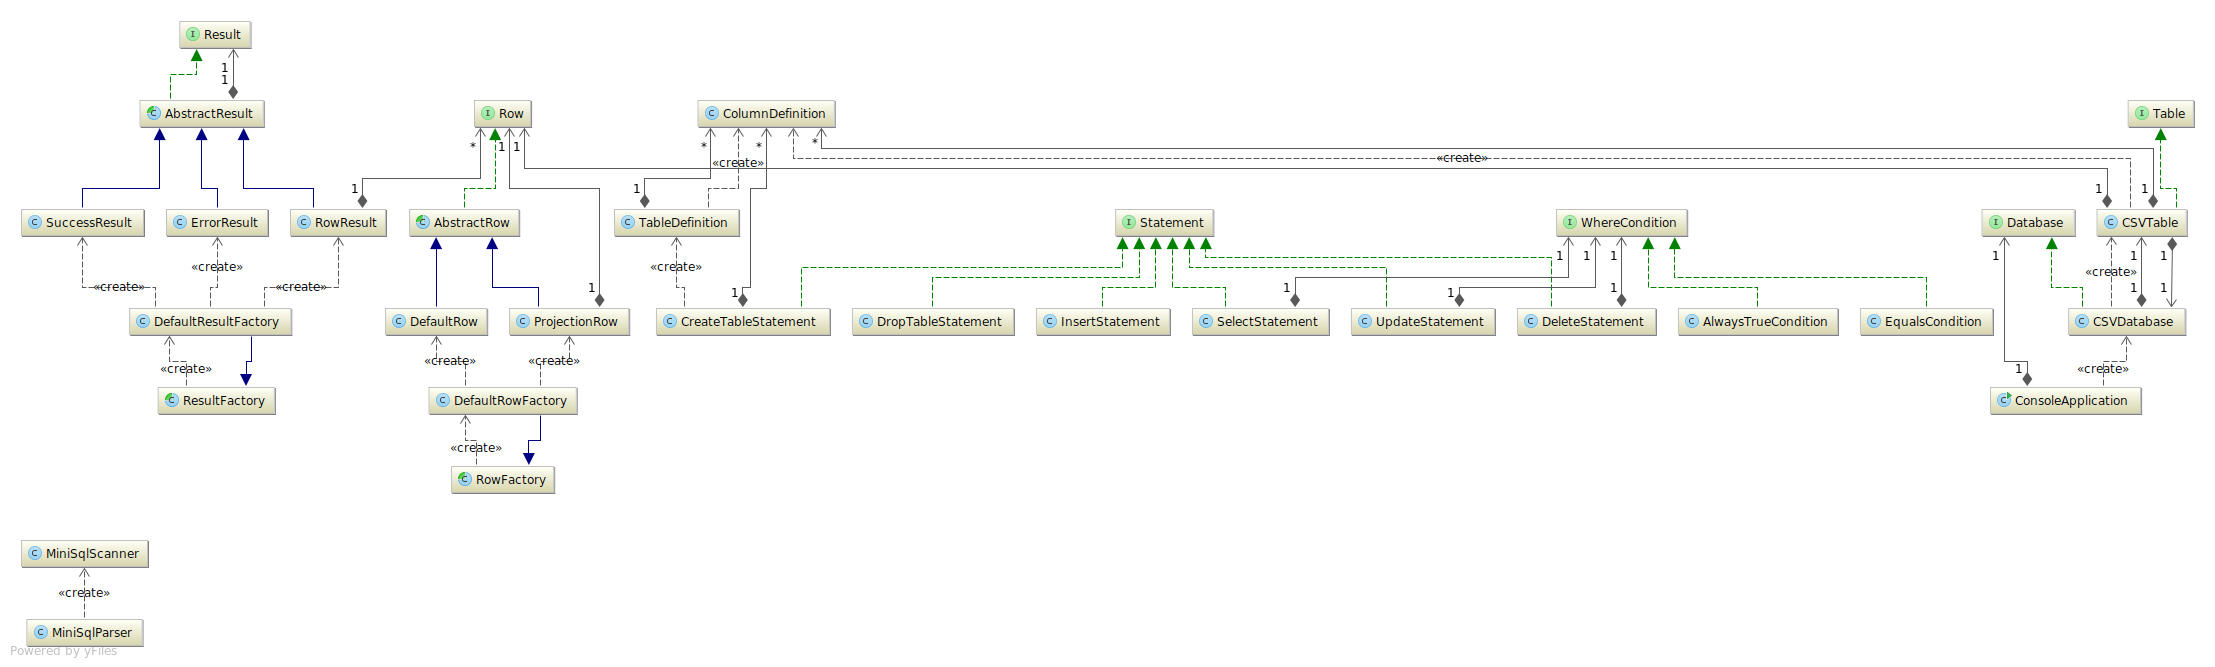 Result
1
1
AbstractResult
Row
ColumnDefinition
Table
* 1 1 * «create» * «create» *
1 1 1 1
SuccessResult
ErrorResult
RowResult
AbstractRow
TableDefinition
Statement
WhereCondition
Database
CSVTable
«create» «create» 1 1 1 1 1 1
«create»
«create» «create» 1 1 1 1 1 1 1
DefaultResultFactory
DefaultRow
ProjectionRow
CreateTableStatement
DropTableStatement
InsertStatement
SelectStatement
UpdateStatement
DeleteStatement
AlwaysTrueCondition
EqualsCondition
CSVDatabase
«create» «create» «create» 1 «create»
ResultFactory
DefaultRowFactory
ConsoleApplication
«create»
RowFactory
MiniSqlScanner
«create»
MiniSqlParser
Powered by yFiles